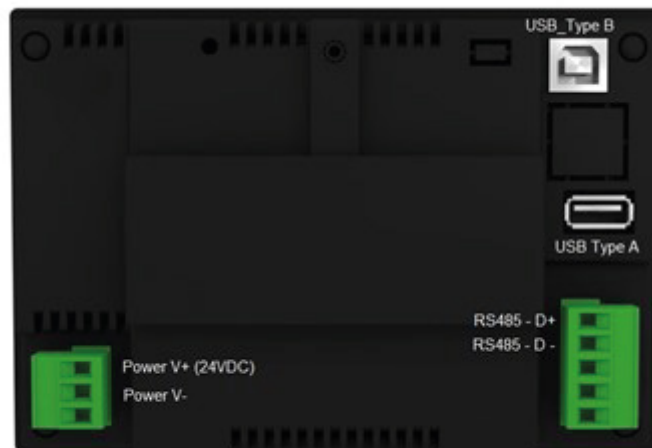 USB_Type B
USB Type A
RS485 - D+
RS485 - D -
Power V+ (24VDC)
Power V-